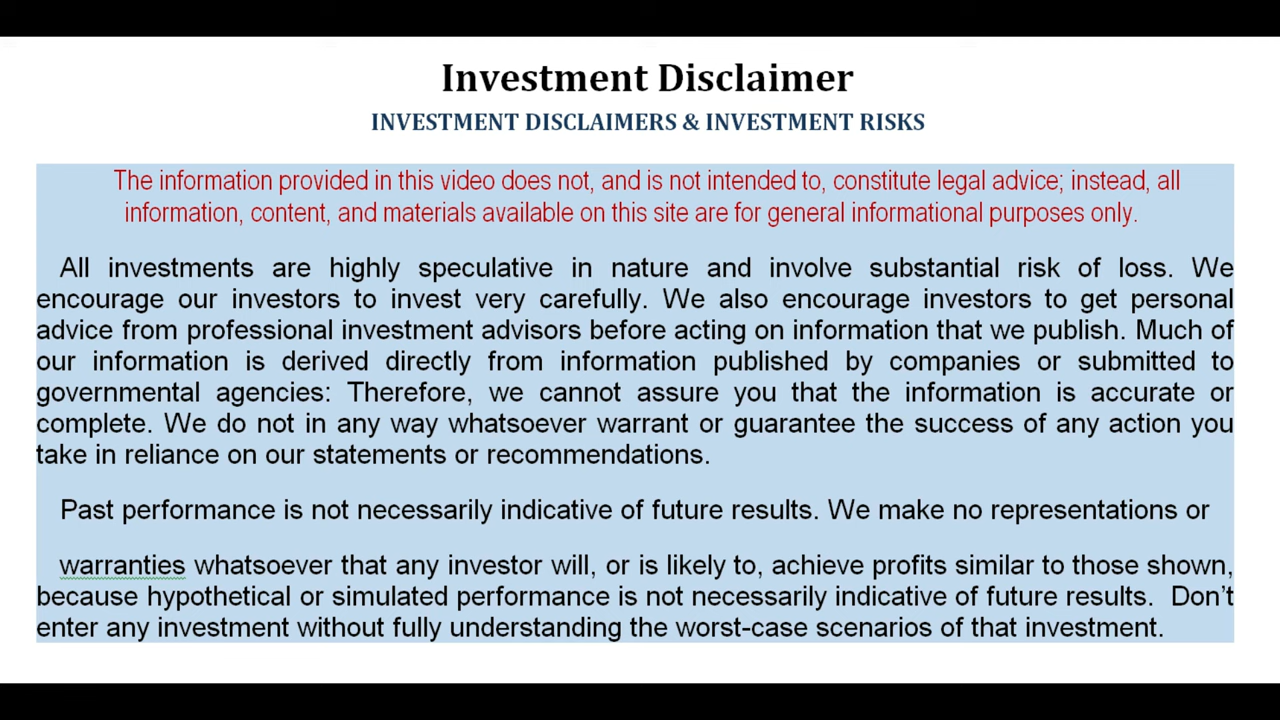 Investment Disclaimer
INVESTMENT DISCLAIMERS & INVESTMENT RISKS
The information provided in this video does not, and is not intended to, constitute legal advice; instead, all
information, content, and materials available on this site are for general informational purposes only.
All investments are highly speculative in nature and involve substantial risk of loss. We
encourage our investors to invest very carefully. We also encourage investors to get personal
advice from professional investment advisors before acting on information that we publish. Much of
our information is derived directly from information published by companies or submitted to
governmental agencies: Therefore, we cannot assure you that the information is accurate or
complete. We do not in any way whatsoever warrant or guarantee the success of any action you
take in reliance on our statements or recommendations.
Past performance is not necessarily indicative of future results. We make no representations or
warranties whatsoever that any investor will, or is likely to, achieve profits similar to those shown,
because hypothetical or simulated performance is not necessarily indicative of future results.  Don’t
enter any investment without fully understanding the worst-case scenarios of that investment.